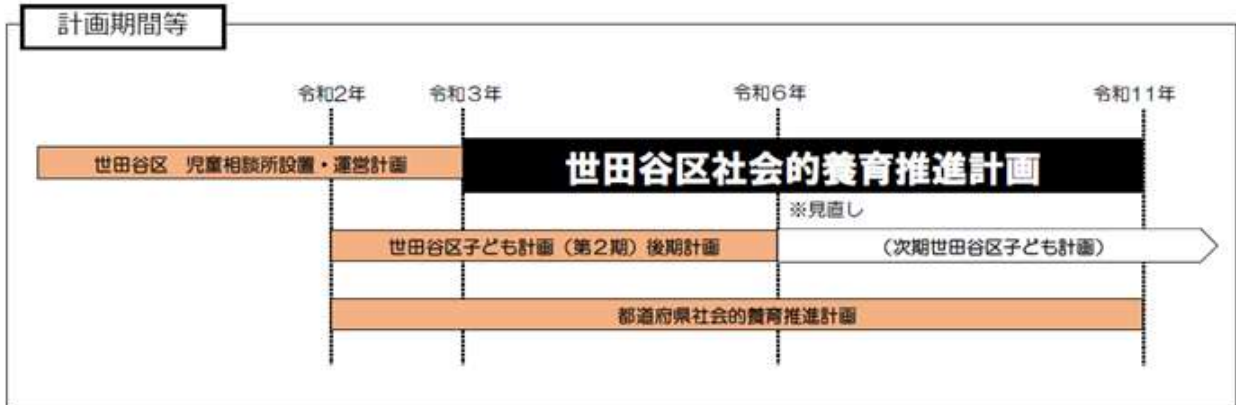 計画期間等
令和2年 令和3年 令和6年 令和11年
世田谷区 児童相談所設置・運営計画
世田谷区社会的養育推進計画
※見直し
世田谷区子ども計画（第2期）後期計画
（次期世田谷区子ども計画）
都道府県社会的養育推進計画